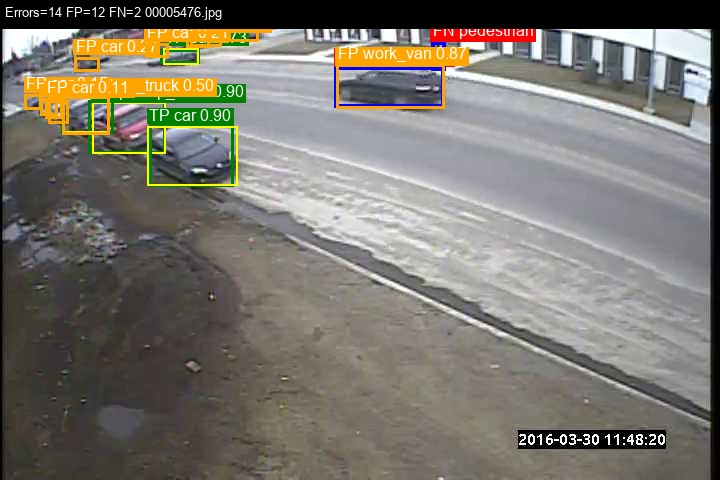 Errors=14 FP=12 FN=2 00005476.jpg
FN pedestrian
FP car 0.27
FP work_van 0.87
FP car 0.11
_truck 0.50
0.90
TP car 0.90
2016-03-30 11:48:20